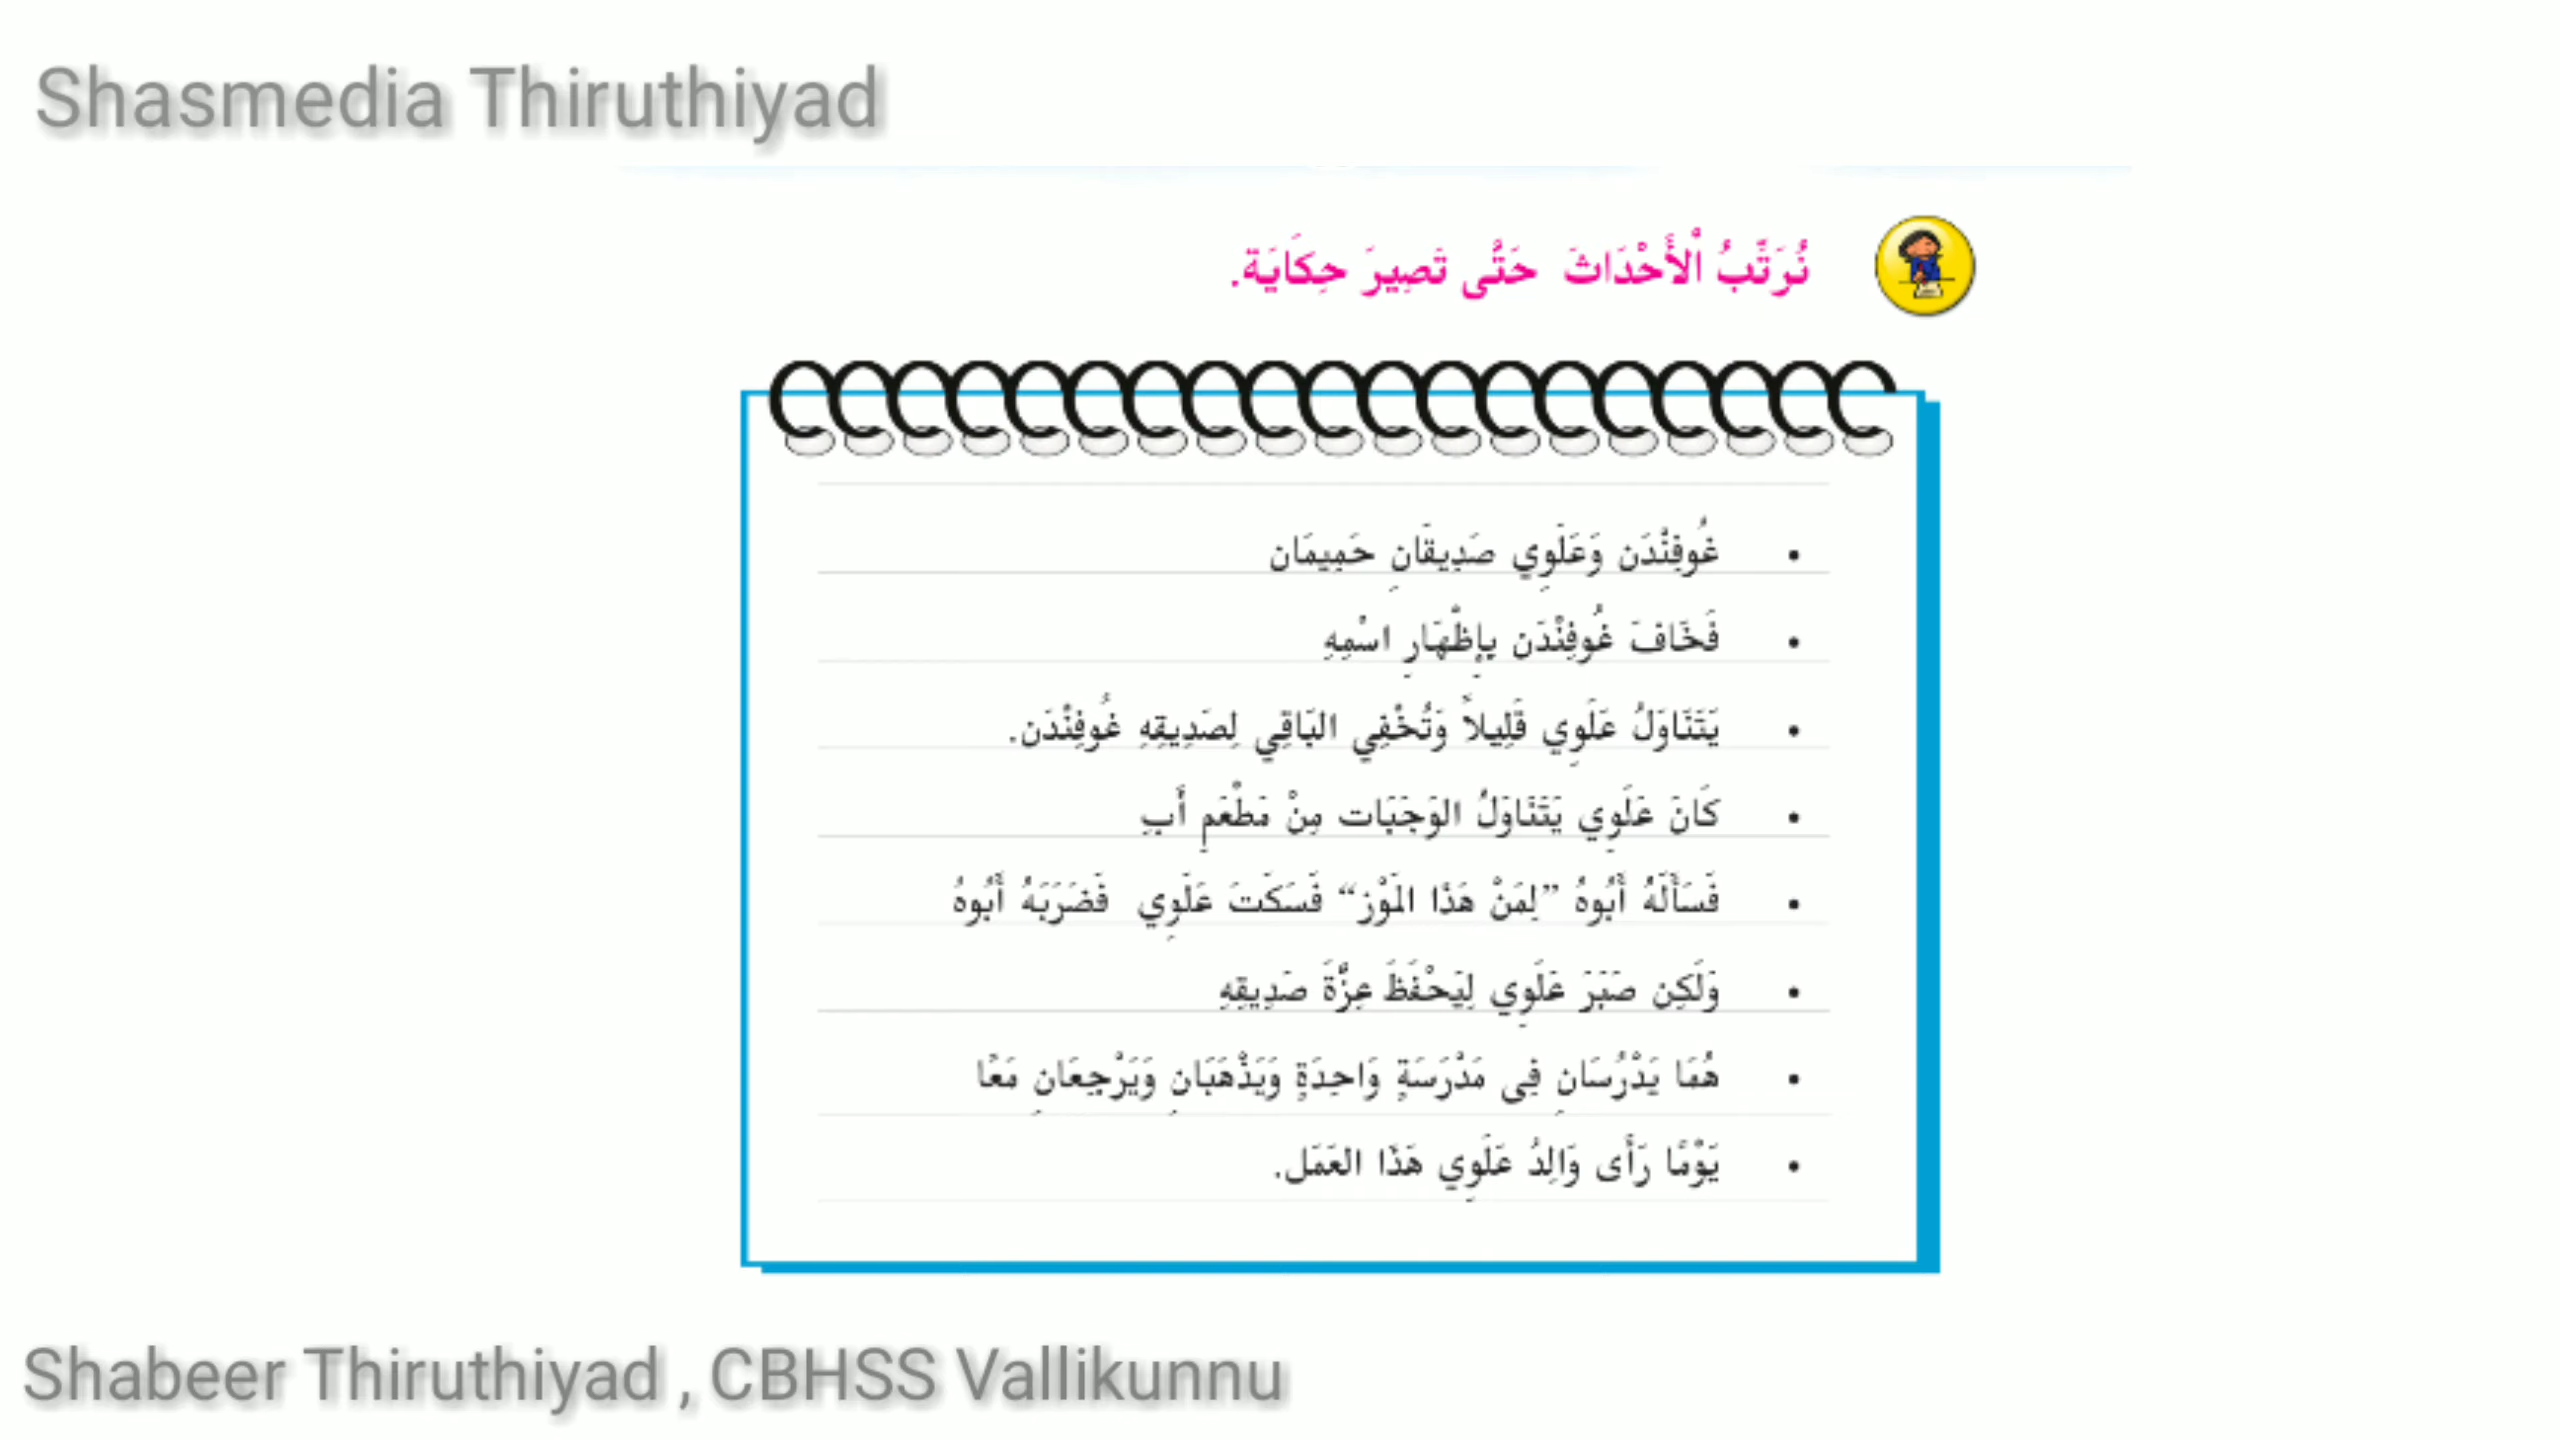 Shasmedia Thiruthiyad
نُرَتِّبُ ٱلْأَحْدَاثَ حَتَّى تَصِيرَ حِكَايَة.
• غُوفِنْدَن وَعَلَوِي صَدِيقَانِ حَمِيمَان
• فَخَافَ غُوفِنْدَن بِإِظْهَارِ اسْمِهِ
• يَتَنَاوَلُ عَلَوِي قَلِيلاً وَتُخْفِي البَاقِي لِصَدِيقِهِ غُوفِنْدَن.
• كَانَ عَلَوِي يَتَنَاوَلُ الوَجَبَات مِنْ مَطْعَمِ أَبِ
• فَسَأَلَهُ أَبُوهُ ”لِمَنْ هَذَا المَوْز“ فَسَكَتَ عَلَوِي فَضَرَبَهُ أَبُوهُ
• وَلَكِن صَبَرَ عَلَوِي لِيَحْفَظَ عِزَّةَ صَدِيقِهِ
• هُمَا يَدْرُسَانِ فِى مَدْرَسَةٍ وَاحِدَةٍ وَيَذْهَبَانِ وَيَرْجِعَانِ مَعًا
• يَوْمًا رَأَى وَالِدُ عَلَوِي هَذَا العَمَل.
Shabeer Thiruthiyad , CBHSS Vallikunnu